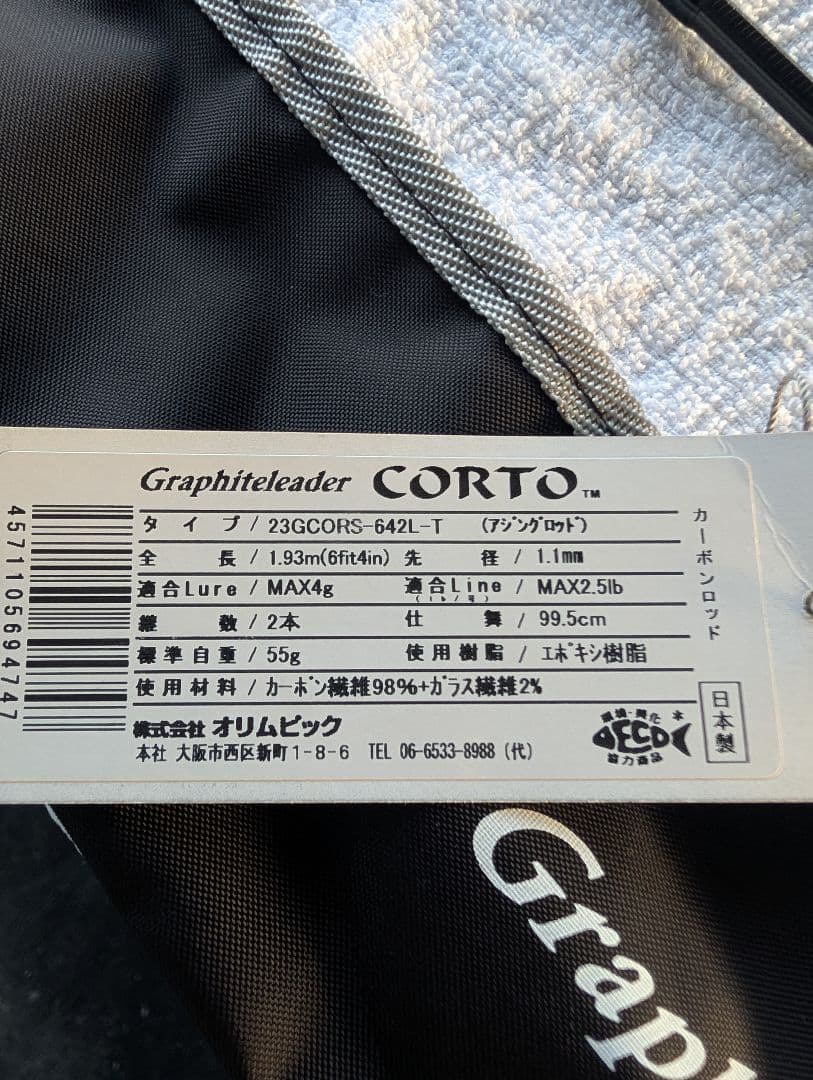 Graphiteleader CORTO™
タイプ / 23GCORS-642L-T (アジングロッド)
全長 / 1.93m(6fit4in) 先径 / 1.1mm
適合Lure / MAX4g 適合Line / MAX2.5lb
継数 / 2本 仕舞 / 99.5cm
標準自重 / 55g 使用樹脂 / エポキシ樹脂
使用材料 / カーボン繊維98%+ガラス繊維2%
株式会社 オリムピック
本社 大阪市西区新町1-8-6 TEL 06-6533-8988 (代)
カーボンロッド
ECO
協力商品
日本製
4571105694747
Grap